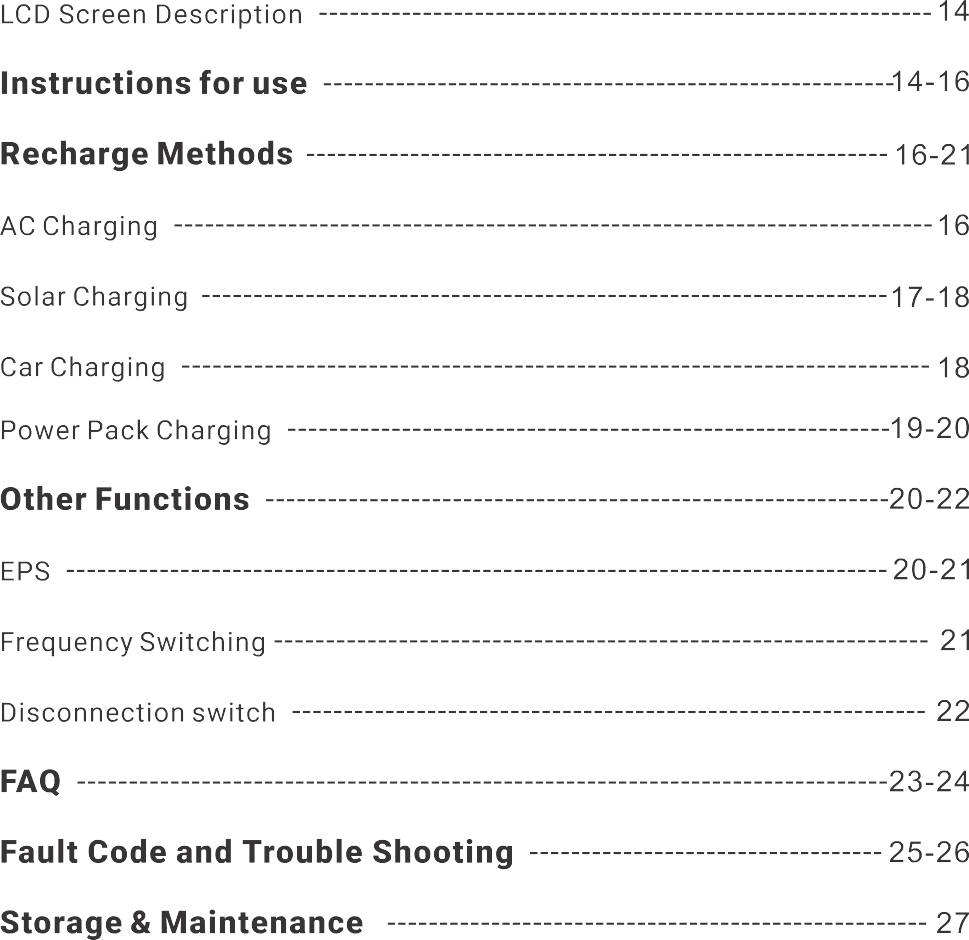 LCD Screen Description ------------------------------------------------------------ 14
Instructions for use --------------------------------------------------------14-16
Recharge Methods --------------------------------------------------------- 16-21
AC Charging -------------------------------------------------------------------------- 16
Solar Charging -------------------------------------------------------------------17-18
Car Charging ------------------------------------------------------------------------- 18
Power Pack Charging -----------------------------------------------------------19-20
Other Functions -------------------------------------------------------------20-22
EPS -------------------------------------------------------------------------------- 20-21
Frequency Switching ---------------------------------------------------------------- 21
Disconnection switch -------------------------------------------------------------- 22
FAQ -------------------------------------------------------------------------------23-24
Fault Code and Trouble Shooting ---------------------------------- 25-26
Storage & Maintenance ----------------------------------------------------- 27